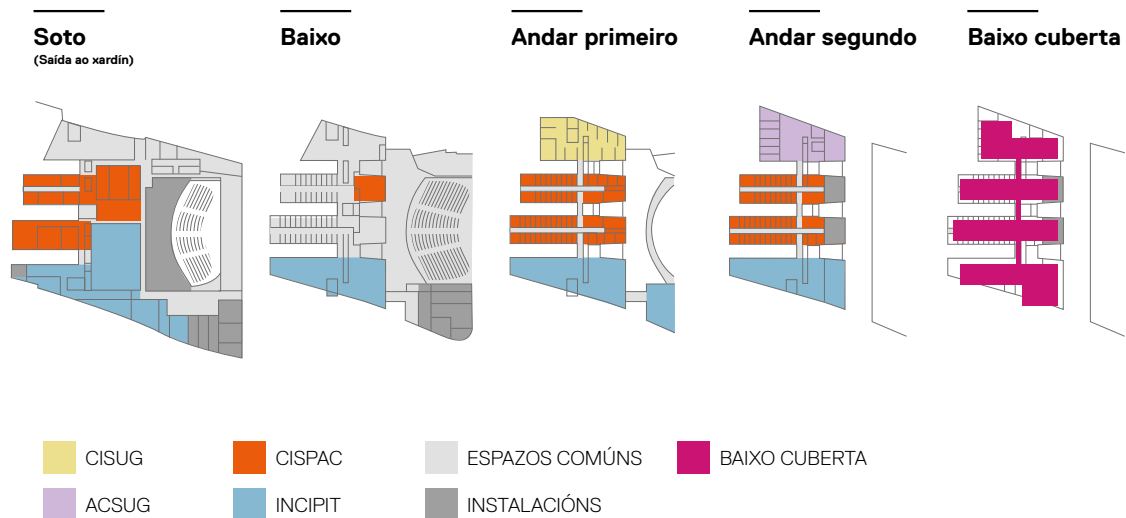 Soto
(Saída ao xardín)
Baixo
Andar primeiro
Andar segundo
Baixo cuberta
CISUG
CISPAC
ESPAZOS COMÚNS
BAIXO CUBERTA
ACSUG
INCIPIT
INSTALACIÓNS